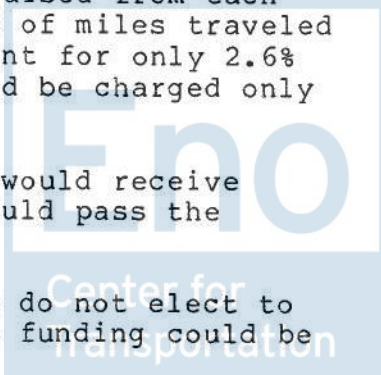 of miles traveled
nt for only 2.6%
d be charged only
would receive
uld pass the
do not elect to
funding could be
Eno
Center for
Transportation